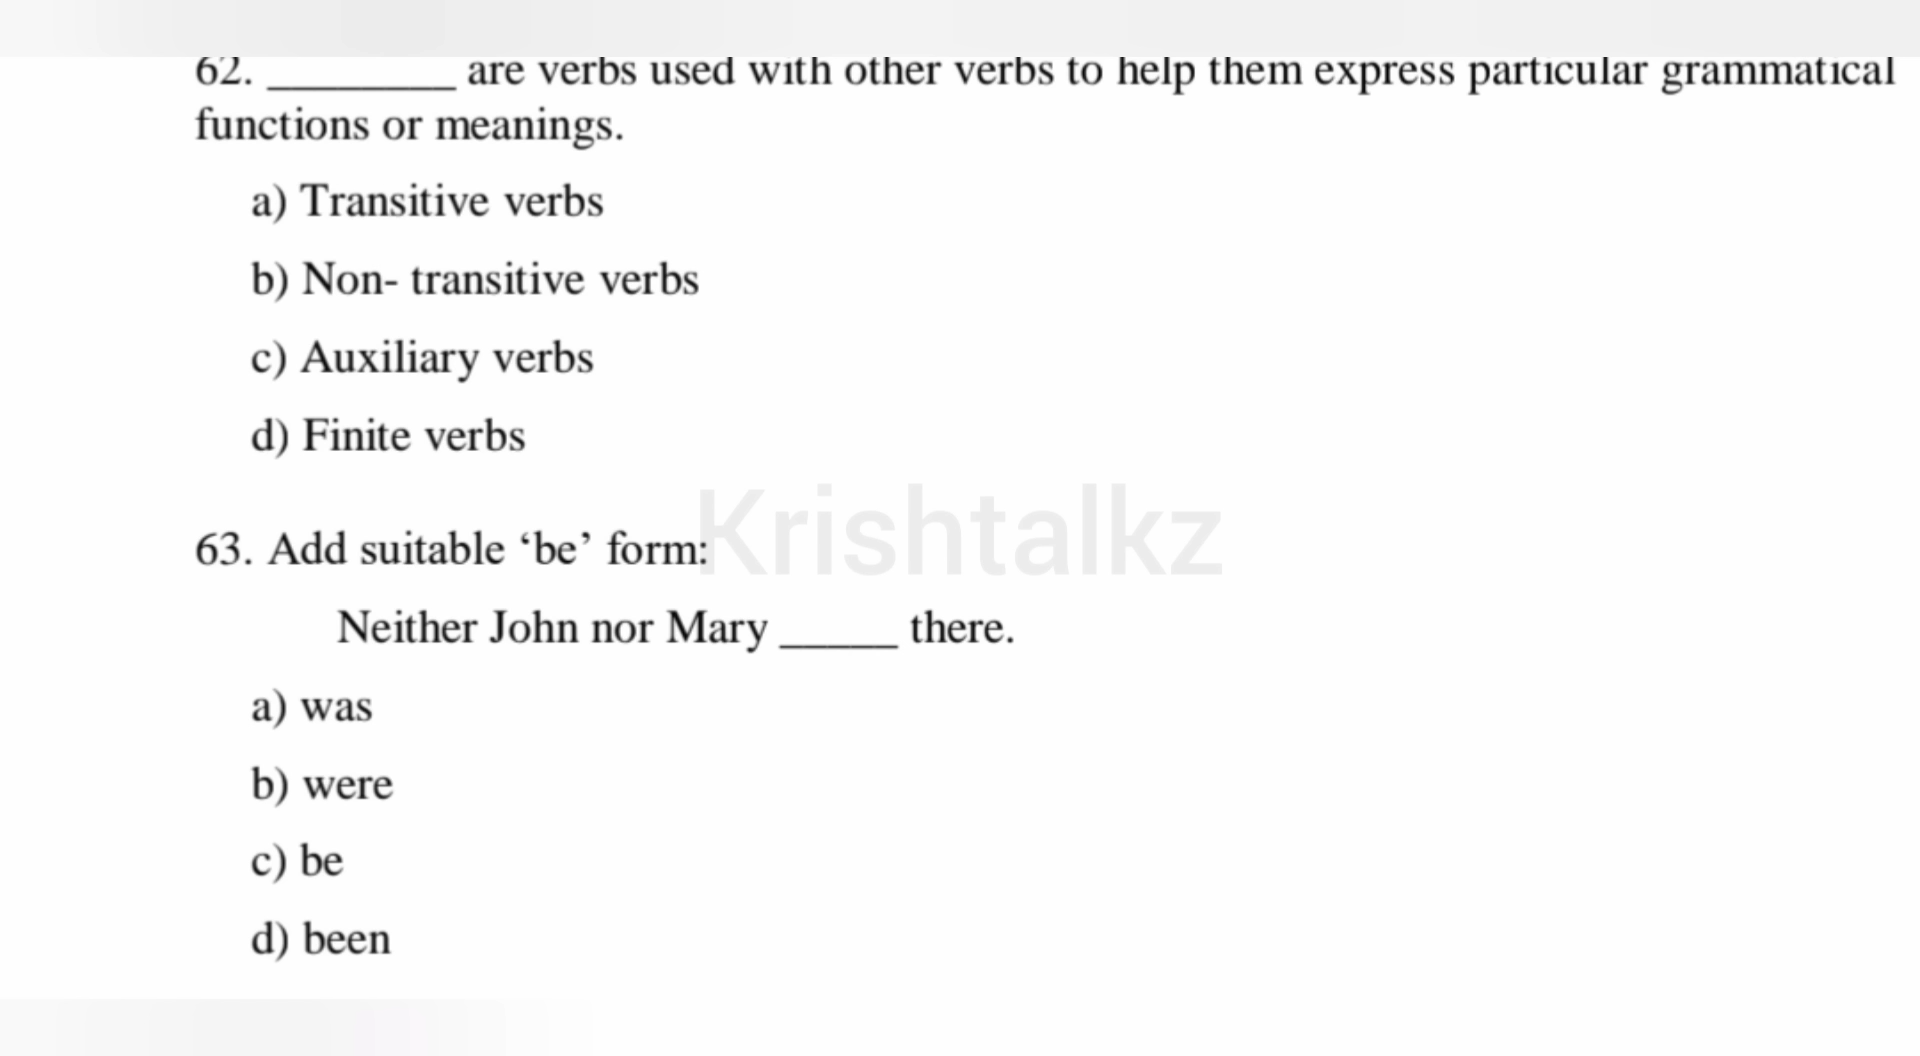 62. ________ are verbs used with other verbs to help them express particular grammatical
functions or meanings.
a) Transitive verbs
b) Non- transitive verbs
c) Auxiliary verbs
d) Finite verbs
Krishtalkz
63. Add suitable ‘be’ form:
Neither John nor Mary _____ there.
a) was
b) were
c) be
d) been